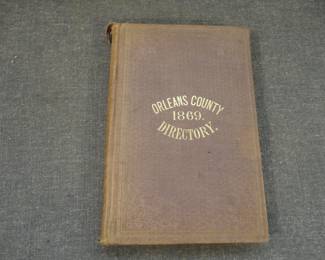 ORLEANS COUNTY
1869.
DIRECTORY.